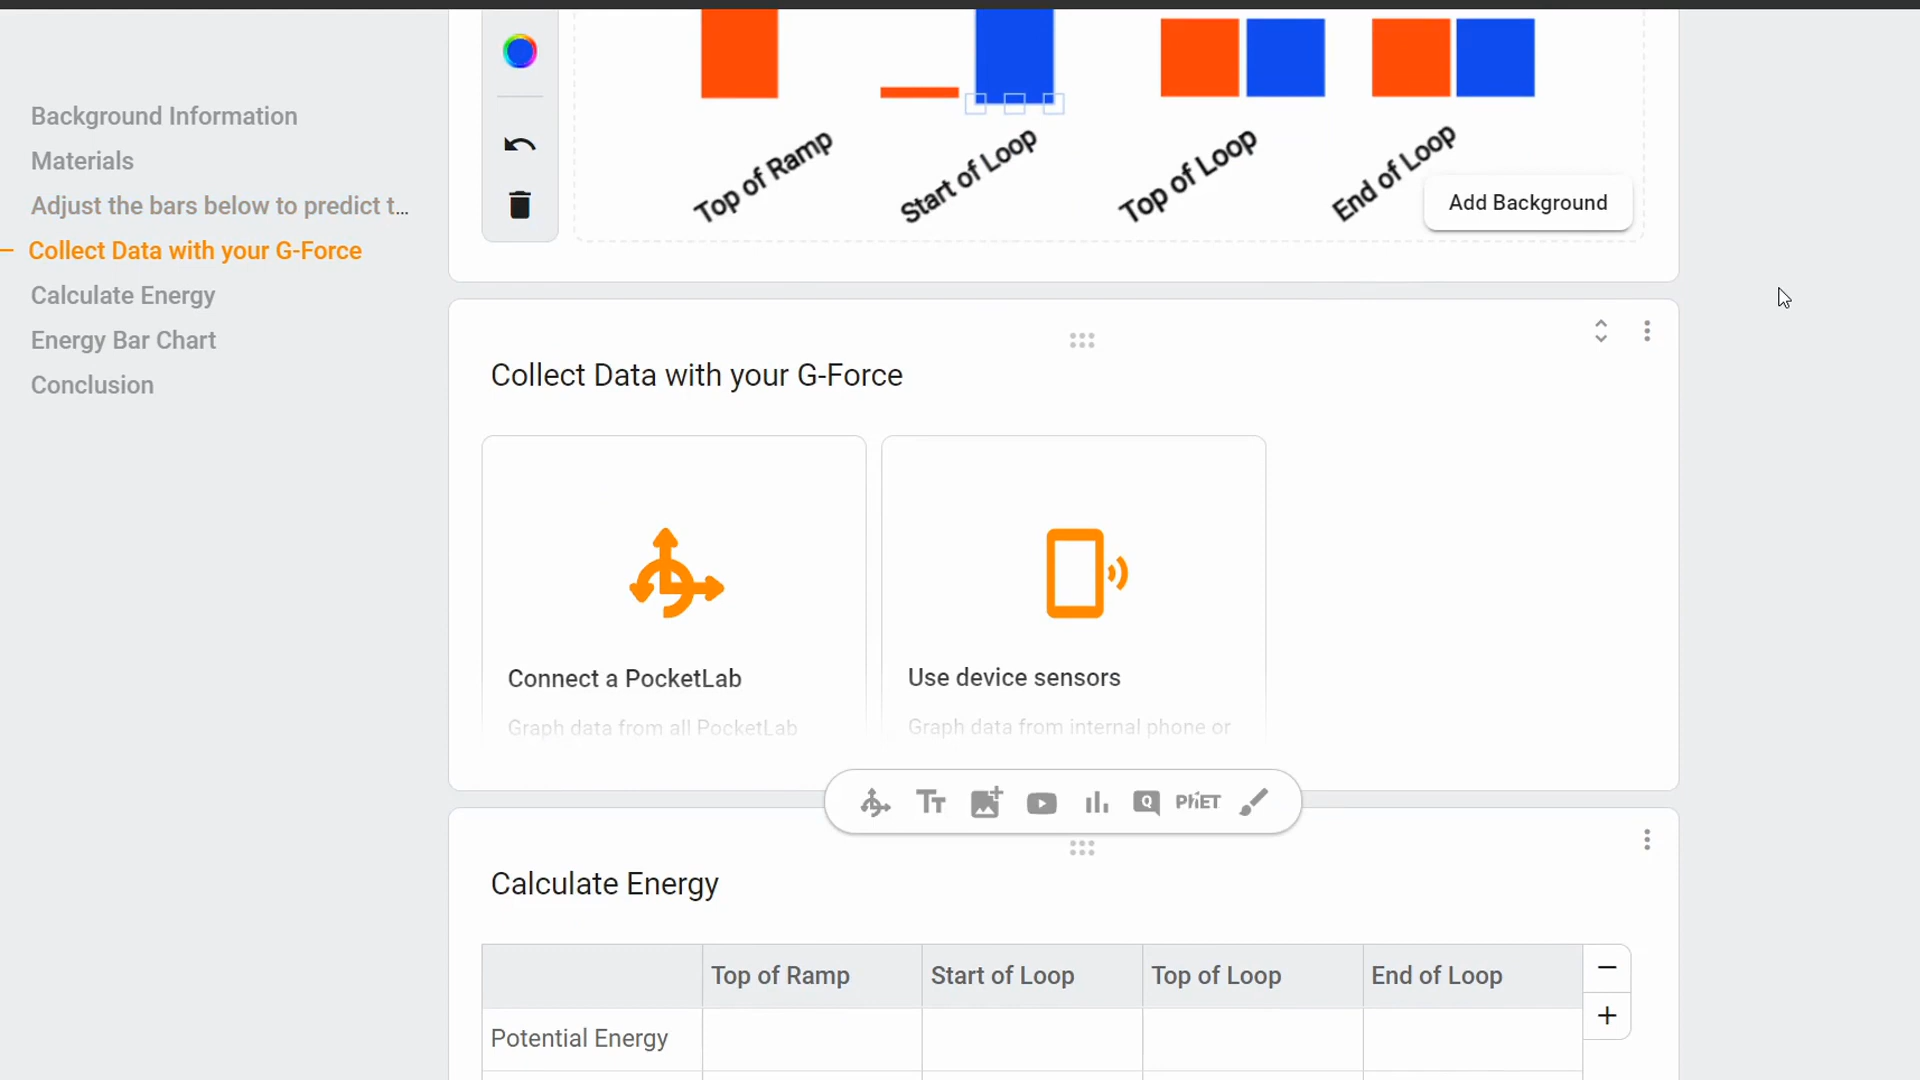 Background Information
Materials
Adjust the bars below to predict t...
Collect Data with your G-Force
Calculate Energy
Energy Bar Chart
Conclusion
Top of Ramp
Start of Loop
Top of Loop
End of Loop
Add Background
Collect Data with your G-Force
Connect a PocketLab
Graph data from all PocketLab
Use device sensors
Graph data from internal phone or
Tт
Q
PhET
Calculate Energy
Top of Ramp
Start of Loop
Top of Loop
End of Loop
Potential Energy